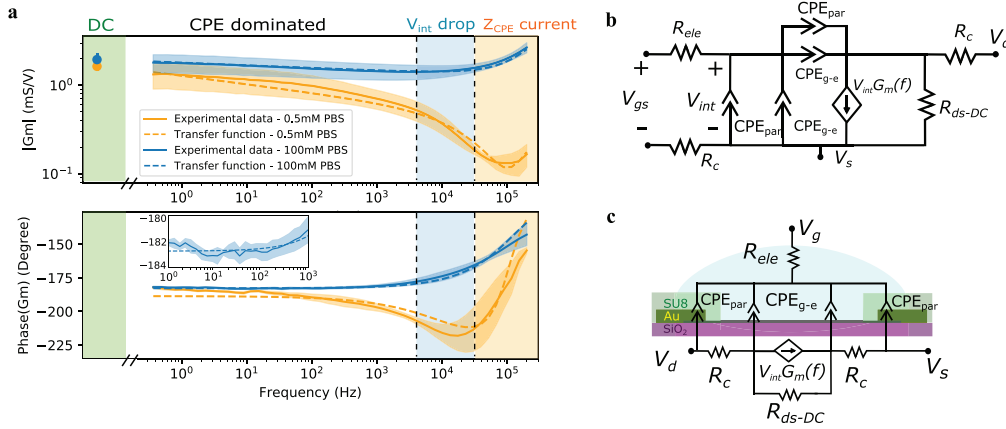 a
DC
CPE dominated
V_int drop
Z_CPE current
|Gm| (mS/V)
10^0
10^-1
Experimental data - 0.5mM PBS
Transfer function - 0.5mM PBS
Experimental data - 100mM PBS
Transfer function - 100mM PBS
10^0 10^1 10^2 10^3 10^4 10^5
Phase(Gm) (Degree)
−150
−175
−200
−225
−180
−182
−184
10^0 10^1 10^2 10^3
10^0 10^1 10^2 10^3 10^4 10^5
Frequency (Hz)
b
CPE_par
R_ele
R_c
V_d
+
+
CPE_g-e
V_gs
V_int
V_int G_m(f)
R_ds-DC
CPE_par
CPE_g-e
−
−
R_c
V_s
c
V_g
R_ele
SU8
CPE_par
CPE_g-e
CPE_par
Au
SiO_2
V_d
R_c
V_int G_m(f)
R_c
V_s
R_ds-DC